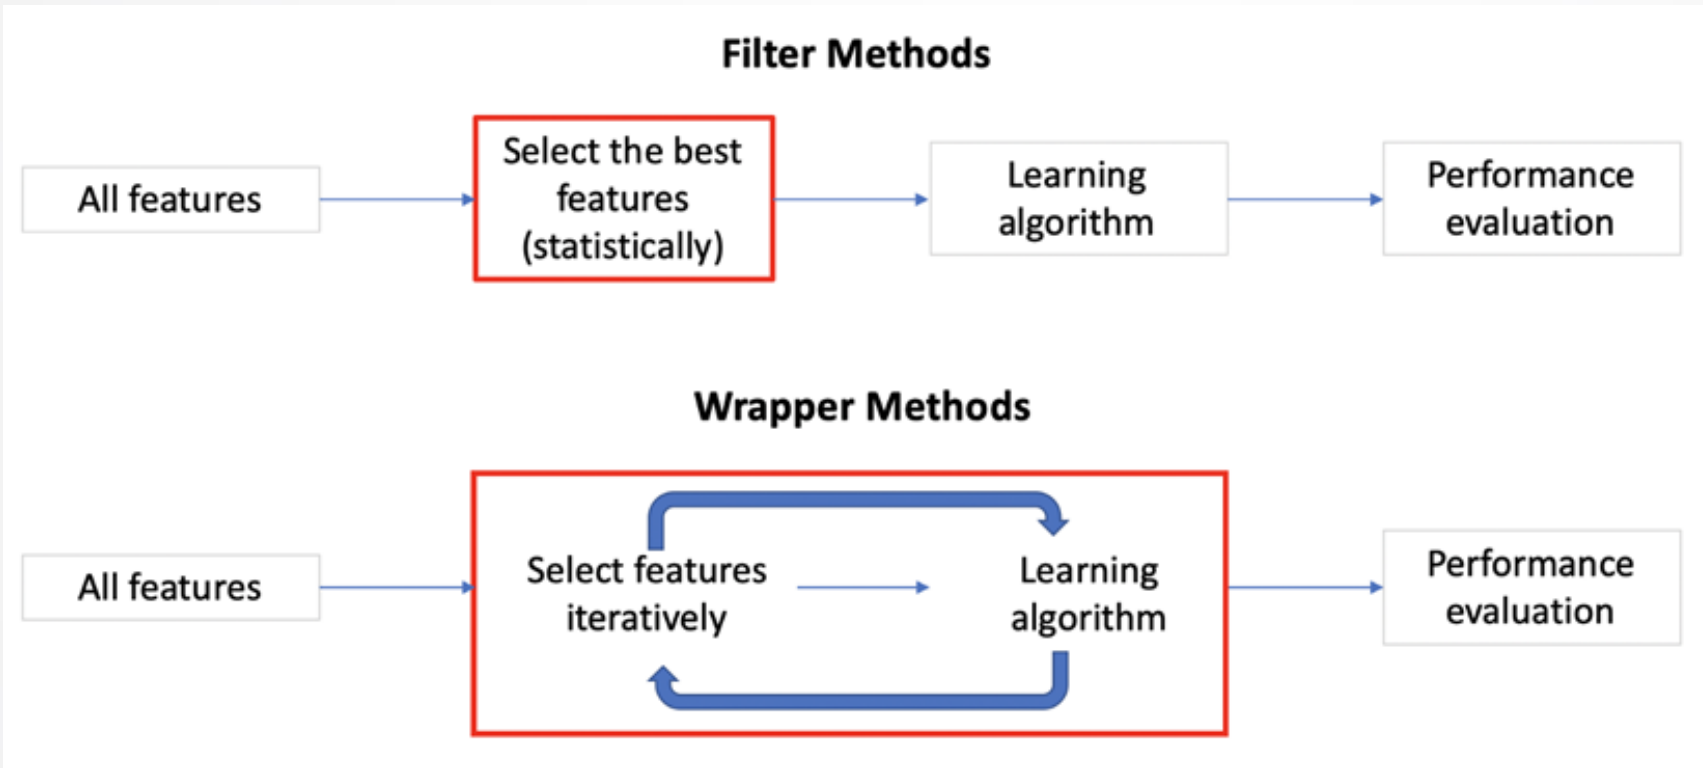 Filter Methods
All features
Select the best
features
(statistically)
Learning
algorithm
Performance
evaluation
Wrapper Methods
All features
Select features
iteratively
Learning
algorithm
Performance
evaluation